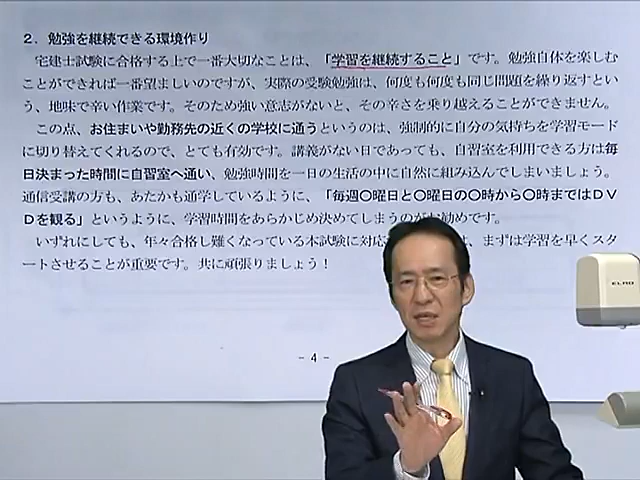 2．勉強を継続できる環境作り
宅建士試験に合格する上で一番大切なことは、「学習を継続すること」です。勉強自体を楽しむ
ことができれば一番望ましいのですが、実際の受験勉強は、何度も何度も同じ問題を繰り返すとい
う、地味で辛い作業です。そのため強い意志がないと、その辛さを乗り越えることができません。
この点、お住まいや勤務先の近くの学校に通うというのは、強制的に自分の気持ちを学習モード
に切り替えてくれるので、とても有効です。講義がない日であっても、自習室を利用できる方は毎
日決まった時間に自習室へ通い、勉強時間を一日の生活の中に自然に組み込んでしまいましょう。
通信受講の方も、あたかも通学しているように、「毎週〇曜日と〇曜日の〇時から〇時まではＤＶ
Ｄを観る」というように、学習時間をあらかじめ決めてしまうのがお勧めです。
いずれにしても、年々合格し難くなっている本試験に対応 は、まずは学習を早くスタ
ートさせることが重要です。共に頑張りましょう！
- 4 -
ELMO